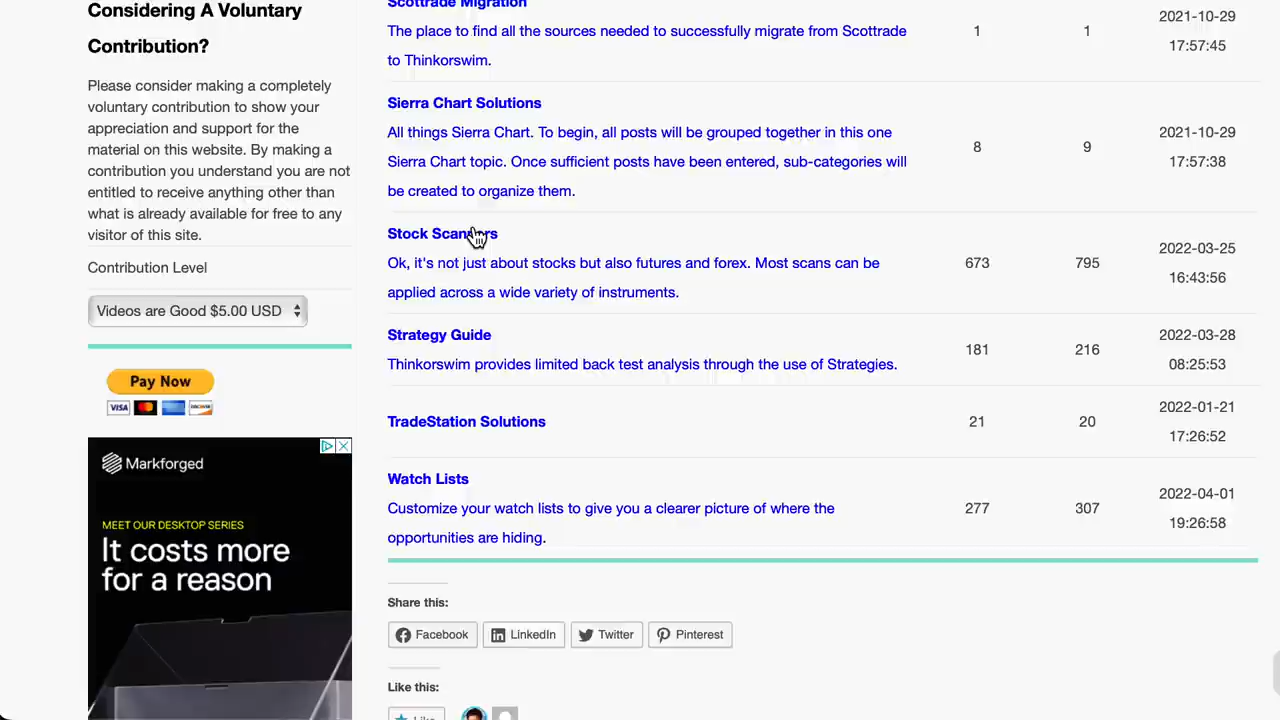 Considering A Voluntary
Contribution?
Please consider making a completely
voluntary contribution to show your
appreciation and support for the
material on this website. By making a
contribution you understand you are not
entitled to receive anything other than
what is already available for free to any
visitor of this site.
Contribution Level
Videos are Good $5.00 USD
Pay Now
VISA
DISCOVER
Markforged
MEET OUR DESKTOP SERIES
It costs more
for a reason
Scottrade Migration
The place to find all the sources needed to successfully migrate from Scottrade
to Thinkorswim.
1
1
2021-10-29
17:57:45
Sierra Chart Solutions
All things Sierra Chart. To begin, all posts will be grouped together in this one
Sierra Chart topic. Once sufficient posts have been entered, sub-categories will
be created to organize them.
8
9
2021-10-29
17:57:38
Stock Scanners
Ok, it's not just about stocks but also futures and forex. Most scans can be
applied across a wide variety of instruments.
673
795
2022-03-25
16:43:56
Strategy Guide
Thinkorswim provides limited back test analysis through the use of Strategies.
181
216
2022-03-28
08:25:53
TradeStation Solutions
21
20
2022-01-21
17:26:52
Watch Lists
Customize your watch lists to give you a clearer picture of where the
opportunities are hiding.
277
307
2022-04-01
19:26:58
Share this:
Facebook
LinkedIn
Twitter
Pinterest
Like this:
Like